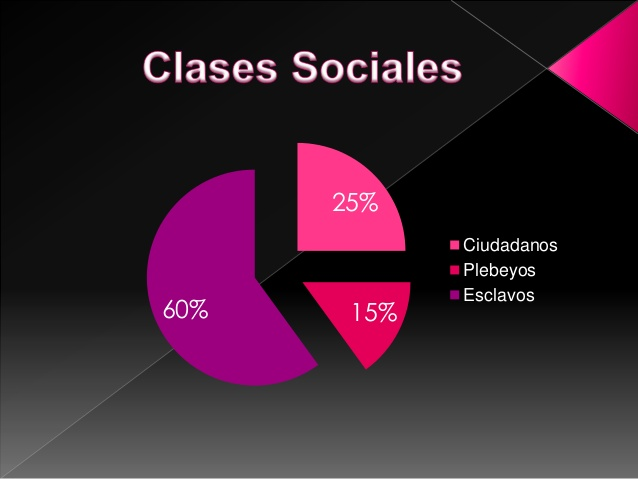 Clases Sociales
25%
60%
15%
Ciudadanos
Plebeyos
Esclavos